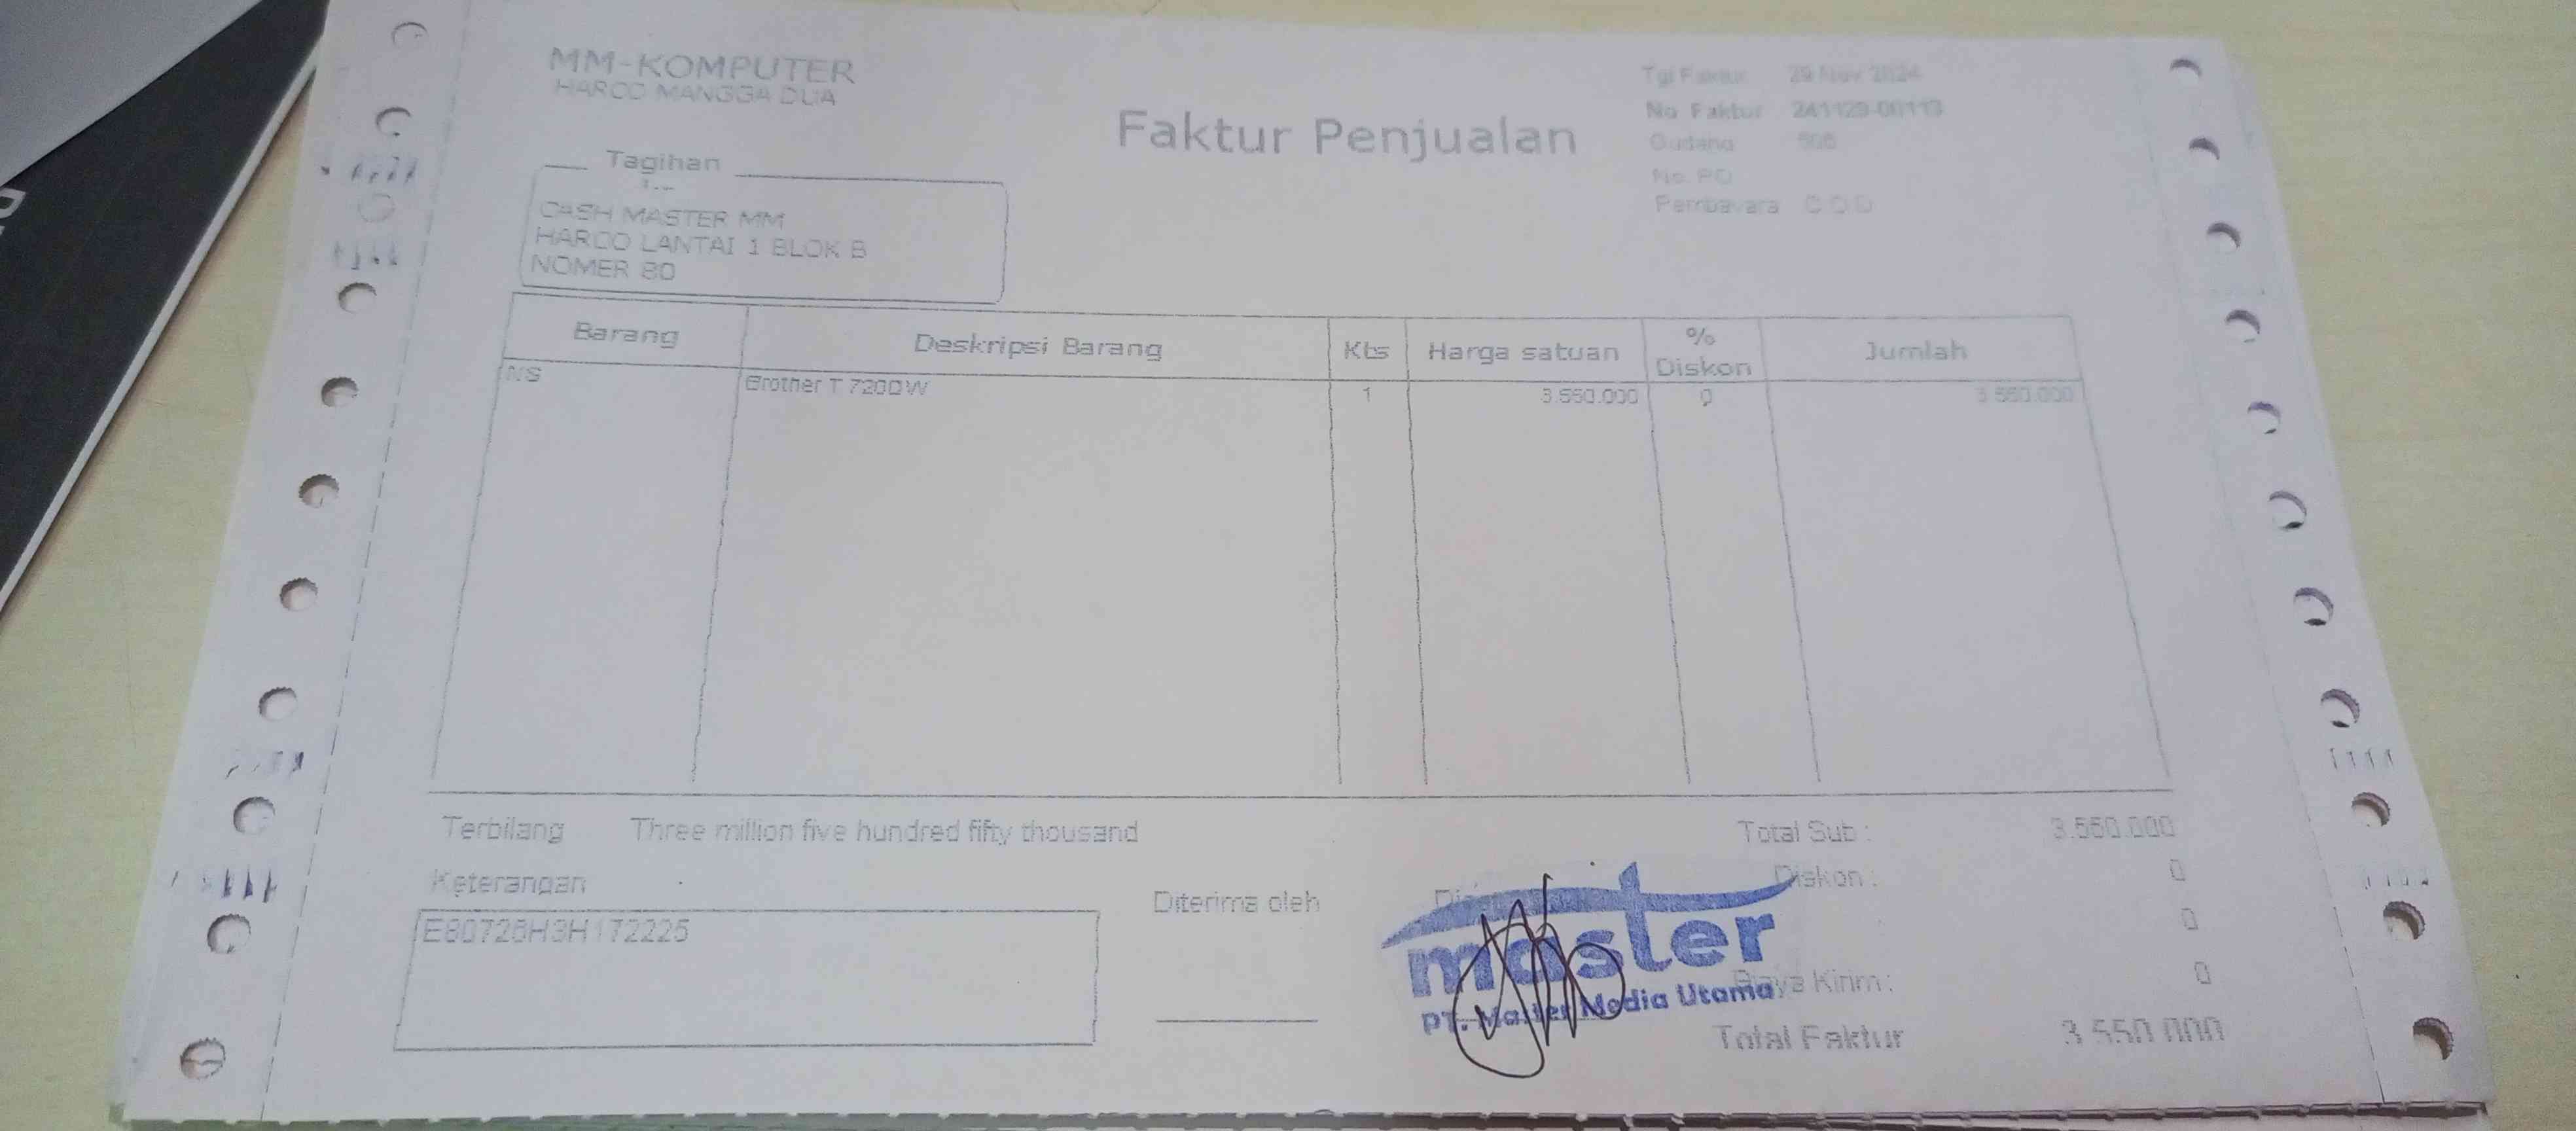 MM-KOMPUTER
HARCO MANGGA DUA
Faktur Penjualan
Tgl Faktur 29 Nov 2024
No Faktur 241129-00113
Gudang
No. PO
Pembayara C O D
Tagihan
CASH MASTER MM
HARCO LANTAI 1 BLOK B
NOMER 80
Barang Deskripsi Barang Kts Harga satuan % Diskon Jumlah
NS Brother T 720DW 1 3.550.000 0 3.550.000
Terbilang Three million five hundred fifty thousand
Total Sub : 3.550.000
Keterangan
Diskon : 0
Diterima oleh
0
E80726H3H172225
master
PT. Master Media Utama
Biaya Kirim : 0
Total Faktur 3.550.000